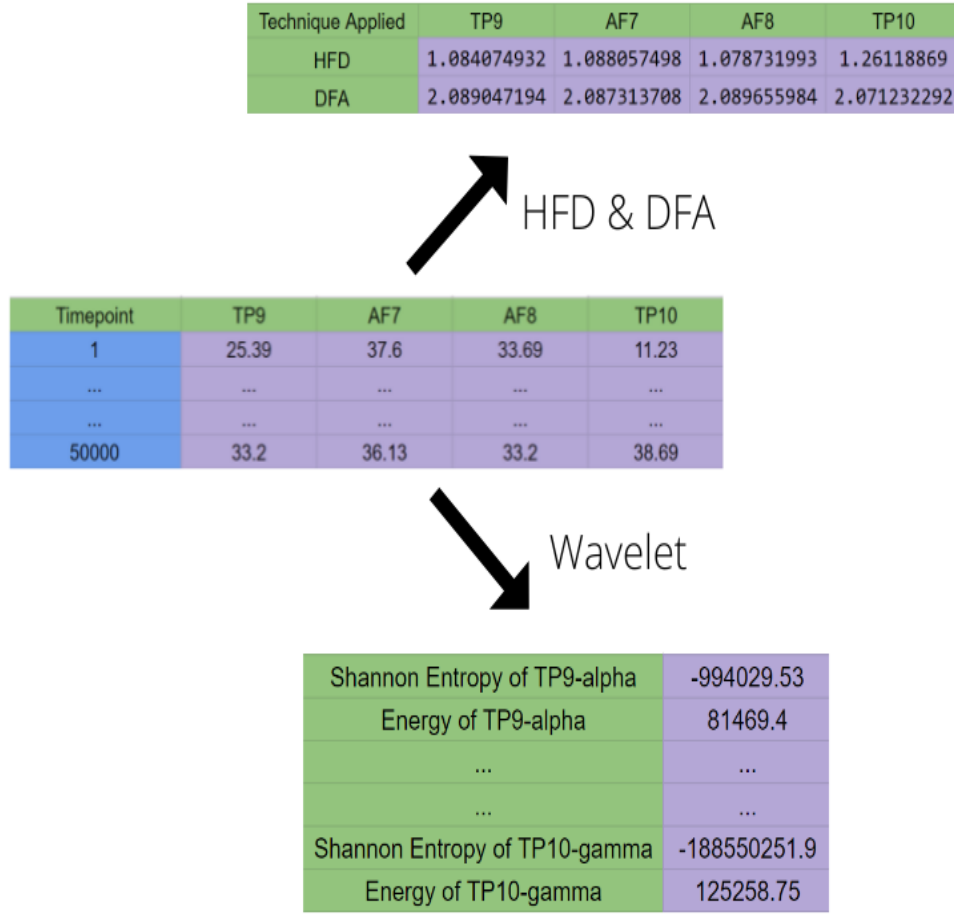 Technique Applied TP9 AF7 AF8 TP10
HFD 1.084074932 1.088057498 1.078731993 1.26118869
DFA 2.089047194 2.087313708 2.089655984 2.071232292
HFD & DFA
Timepoint TP9 AF7 AF8 TP10
1 25.39 37.6 33.69 11.23
... ... ... ... ...
... ... ... ... ...
50000 33.2 36.13 33.2 38.69
Wavelet
Shannon Entropy of TP9-alpha -994029.53
Energy of TP9-alpha 81469.4
... ...
... ...
Shannon Entropy of TP10-gamma -188550251.9
Energy of TP10-gamma 125258.75